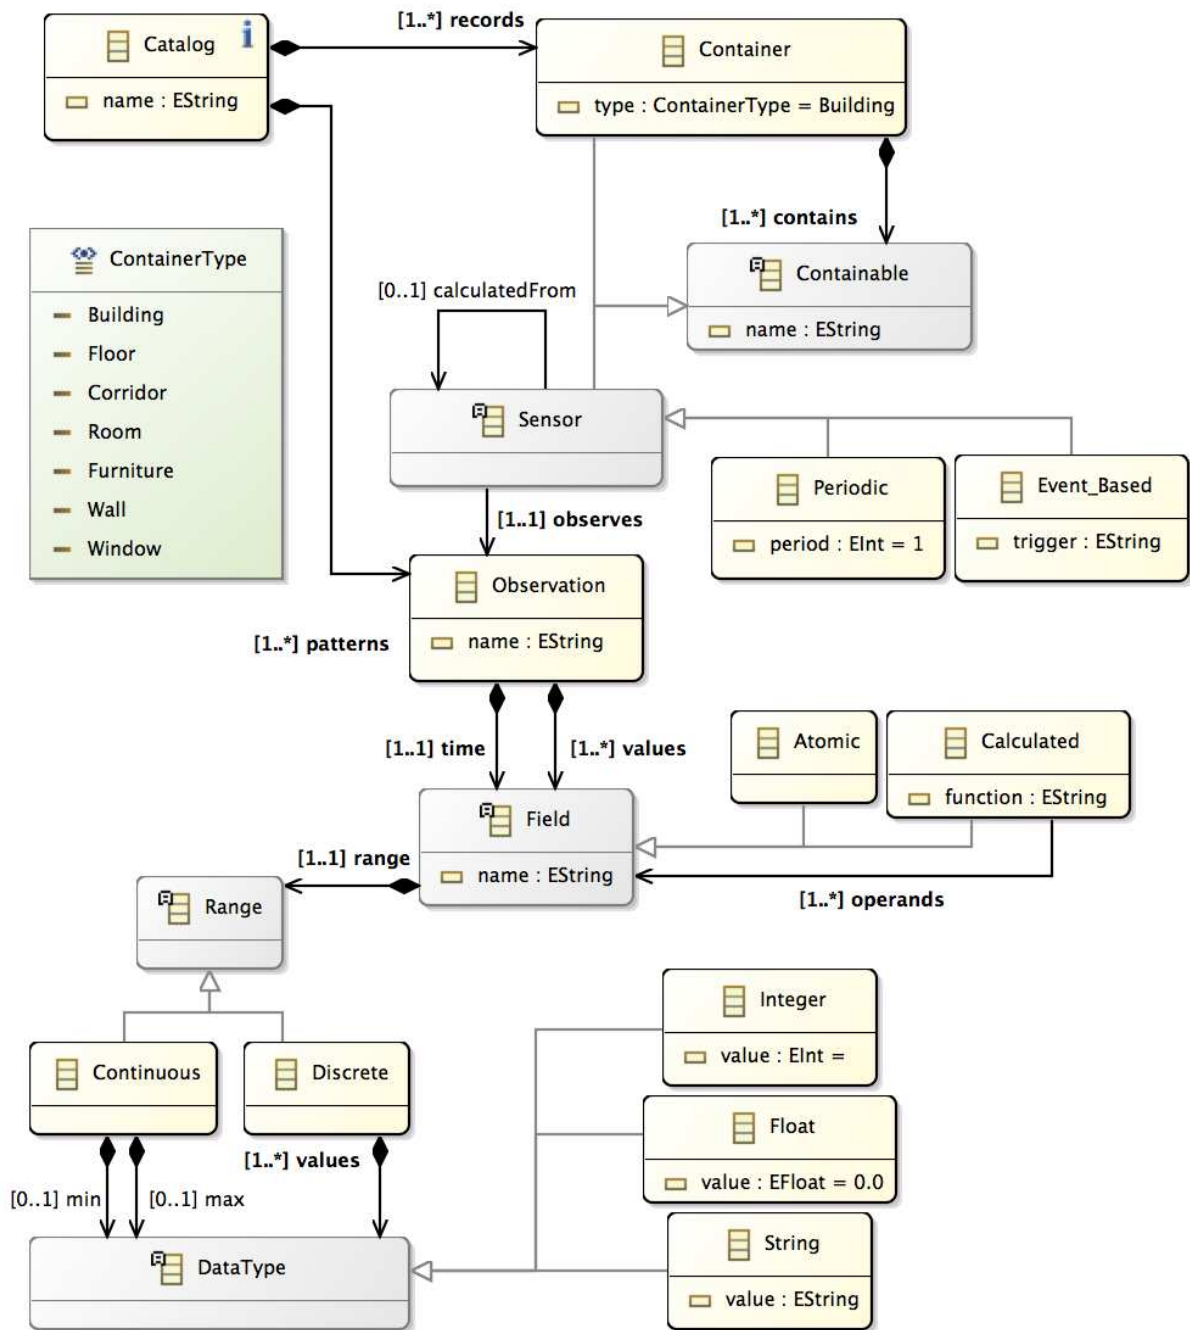 [1..*] records
Catalog
name : EString
Container
type : ContainerType = Building
[1..*] contains
ContainerType
Building
Floor
Corridor
Room
Furniture
Wall
Window
Containable
name : EString
[0..1] calculatedFrom
Sensor
Periodic
period : EInt = 1
Event_Based
trigger : EString
[1..1] observes
Observation
name : EString
[1..*] patterns
[1..1] time
[1..*] values
Atomic
Calculated
function : EString
Field
name : EString
[1..1] range
[1..*] operands
Range
Integer
value : EInt =
Continuous
Discrete
Float
value : EFloat = 0.0
[1..*] values
[0..1] min
[0..1] max
String
value : EString
DataType